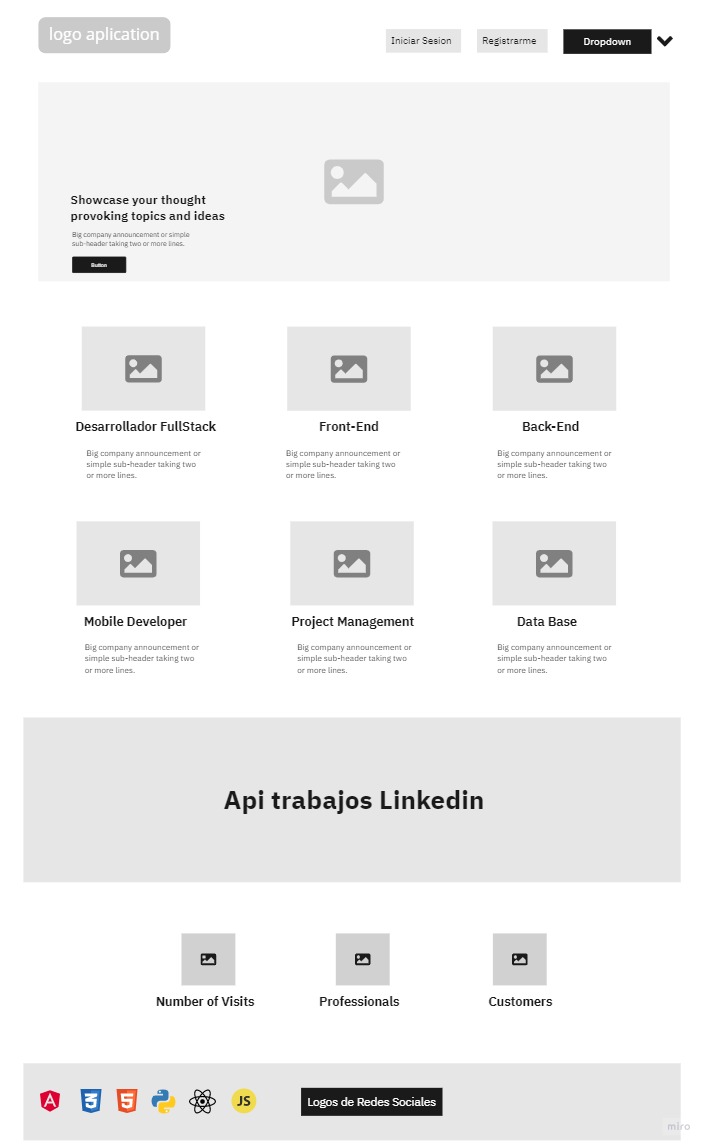 logo aplication
Iniciar Sesion
Registrarme
Dropdown
Showcase your thought
provoking topics and ideas
Big company announcement or simple
sub-header taking two or more lines.
Button
Desarrollador FullStack
Big company announcement or
simple sub-header taking two
or more lines.
Front-End
Big company announcement or
simple sub-header taking two
or more lines.
Back-End
Big company announcement or
simple sub-header taking two
or more lines.
Mobile Developer
Big company announcement or
simple sub-header taking two
or more lines.
Project Management
Big company announcement or
simple sub-header taking two
or more lines.
Data Base
Big company announcement or
simple sub-header taking two
or more lines.
Api trabajos Linkedin
Number of Visits
Professionals
Customers
A
3
5
JS
Logos de Redes Sociales
miro